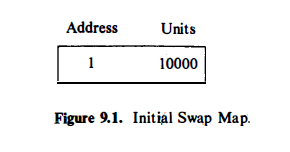 Address Units
1 10000
Figure 9.1. Initial Swap Map.